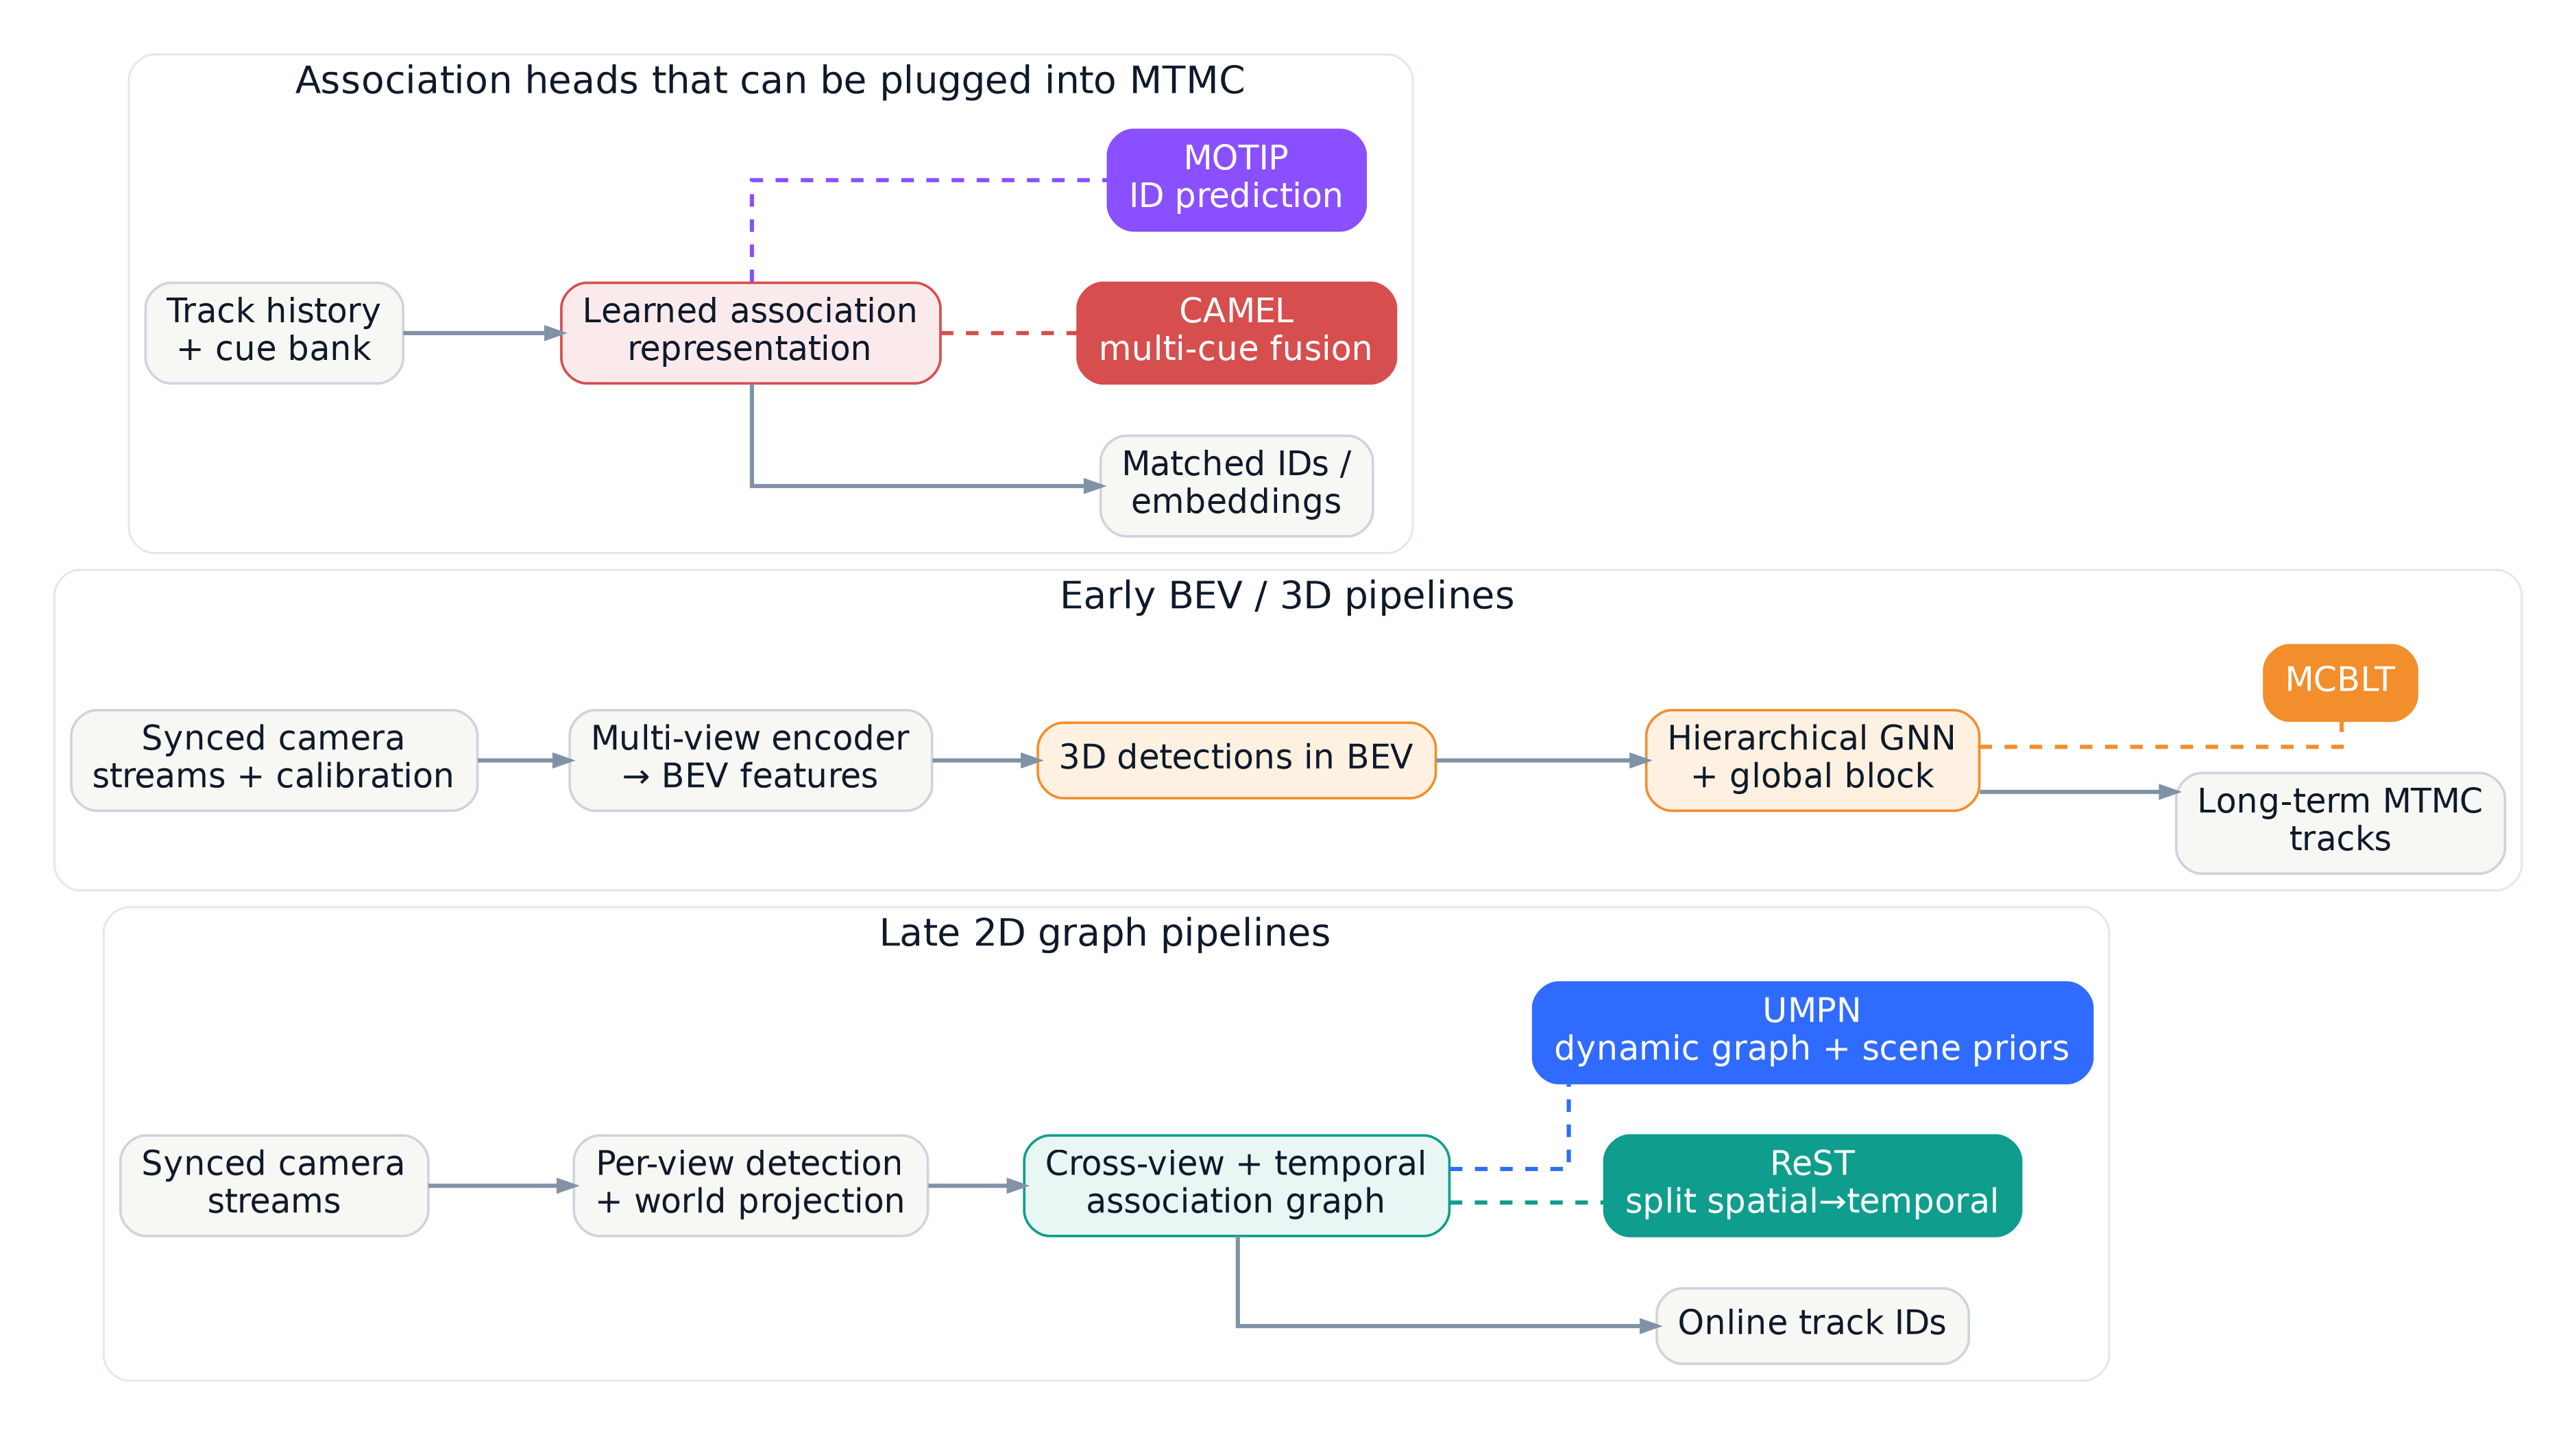 Association heads that can be plugged into MTMC
MOTIP
ID prediction
Track history
+ cue bank
Learned association
representation
CAMEL
multi-cue fusion
Matched IDs /
embeddings
Early BEV / 3D pipelines
MCBLT
Synced camera
streams + calibration
Multi-view encoder
→ BEV features
3D detections in BEV
Hierarchical GNN
+ global block
Long-term MTMC
tracks
Late 2D graph pipelines
UMPN
dynamic graph + scene priors
Synced camera
streams
Per-view detection
+ world projection
Cross-view + temporal
association graph
ReST
split spatial→temporal
Online track IDs